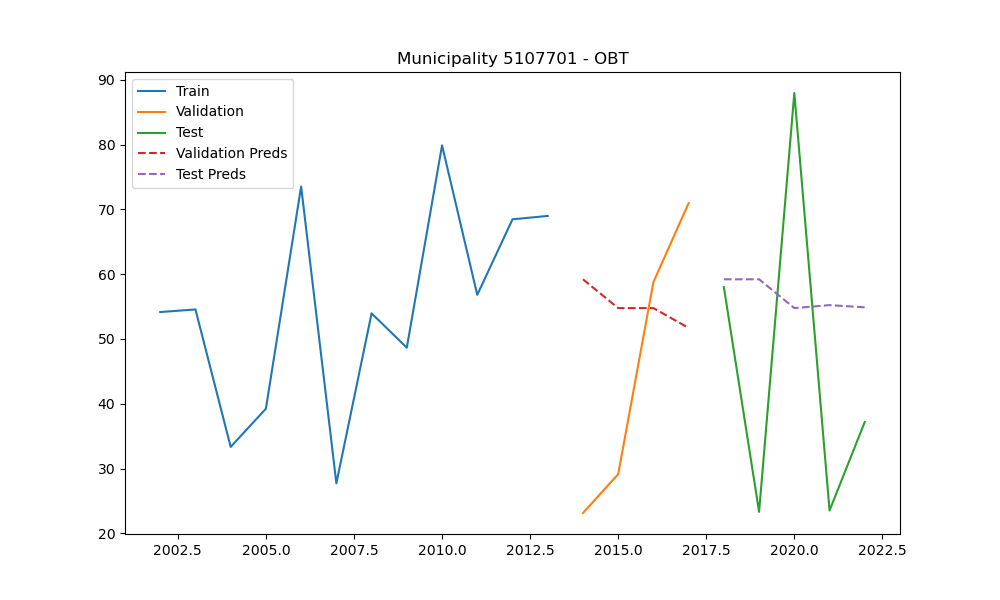 Municipality 5107701 - OBT
90
80
70
60
50
40
30
20
Train
Validation
Test
Validation Preds
Test Preds
2002.5 2005.0 2007.5 2010.0 2012.5 2015.0 2017.5 2020.0 2022.5